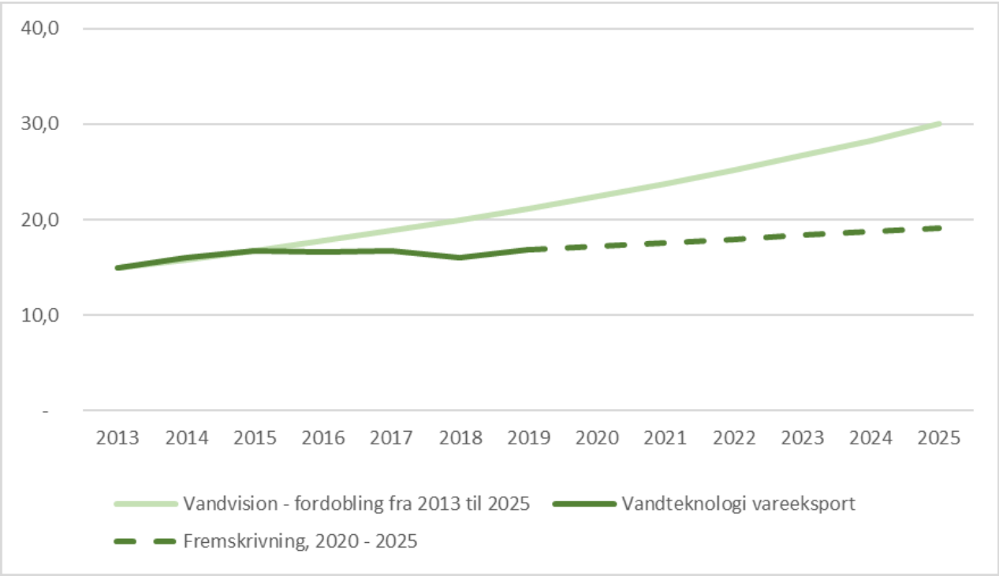 40,0
30,0
20,0
10,0
-
2013 2014 2015 2016 2017 2018 2019 2020 2021 2022 2023 2024 2025
Vandvision - fordobling fra 2013 til 2025 Vandteknologi vareeksport
Fremskrivning, 2020 - 2025